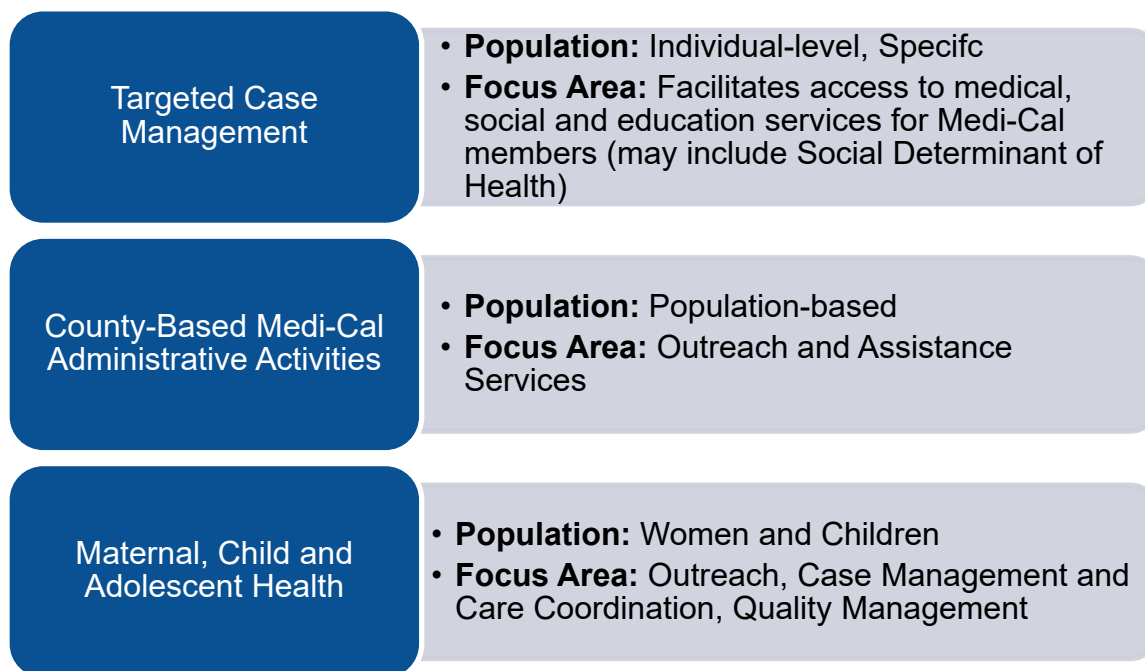 Targeted Case
Management
• Population: Individual-level, Specifc
• Focus Area: Facilitates access to medical,
social and education services for Medi-Cal
members (may include Social Determinant of
Health)
County-Based Medi-Cal
Administrative Activities
• Population: Population-based
• Focus Area: Outreach and Assistance
Services
Maternal, Child and
Adolescent Health
• Population: Women and Children
• Focus Area: Outreach, Case Management and
Care Coordination, Quality Management